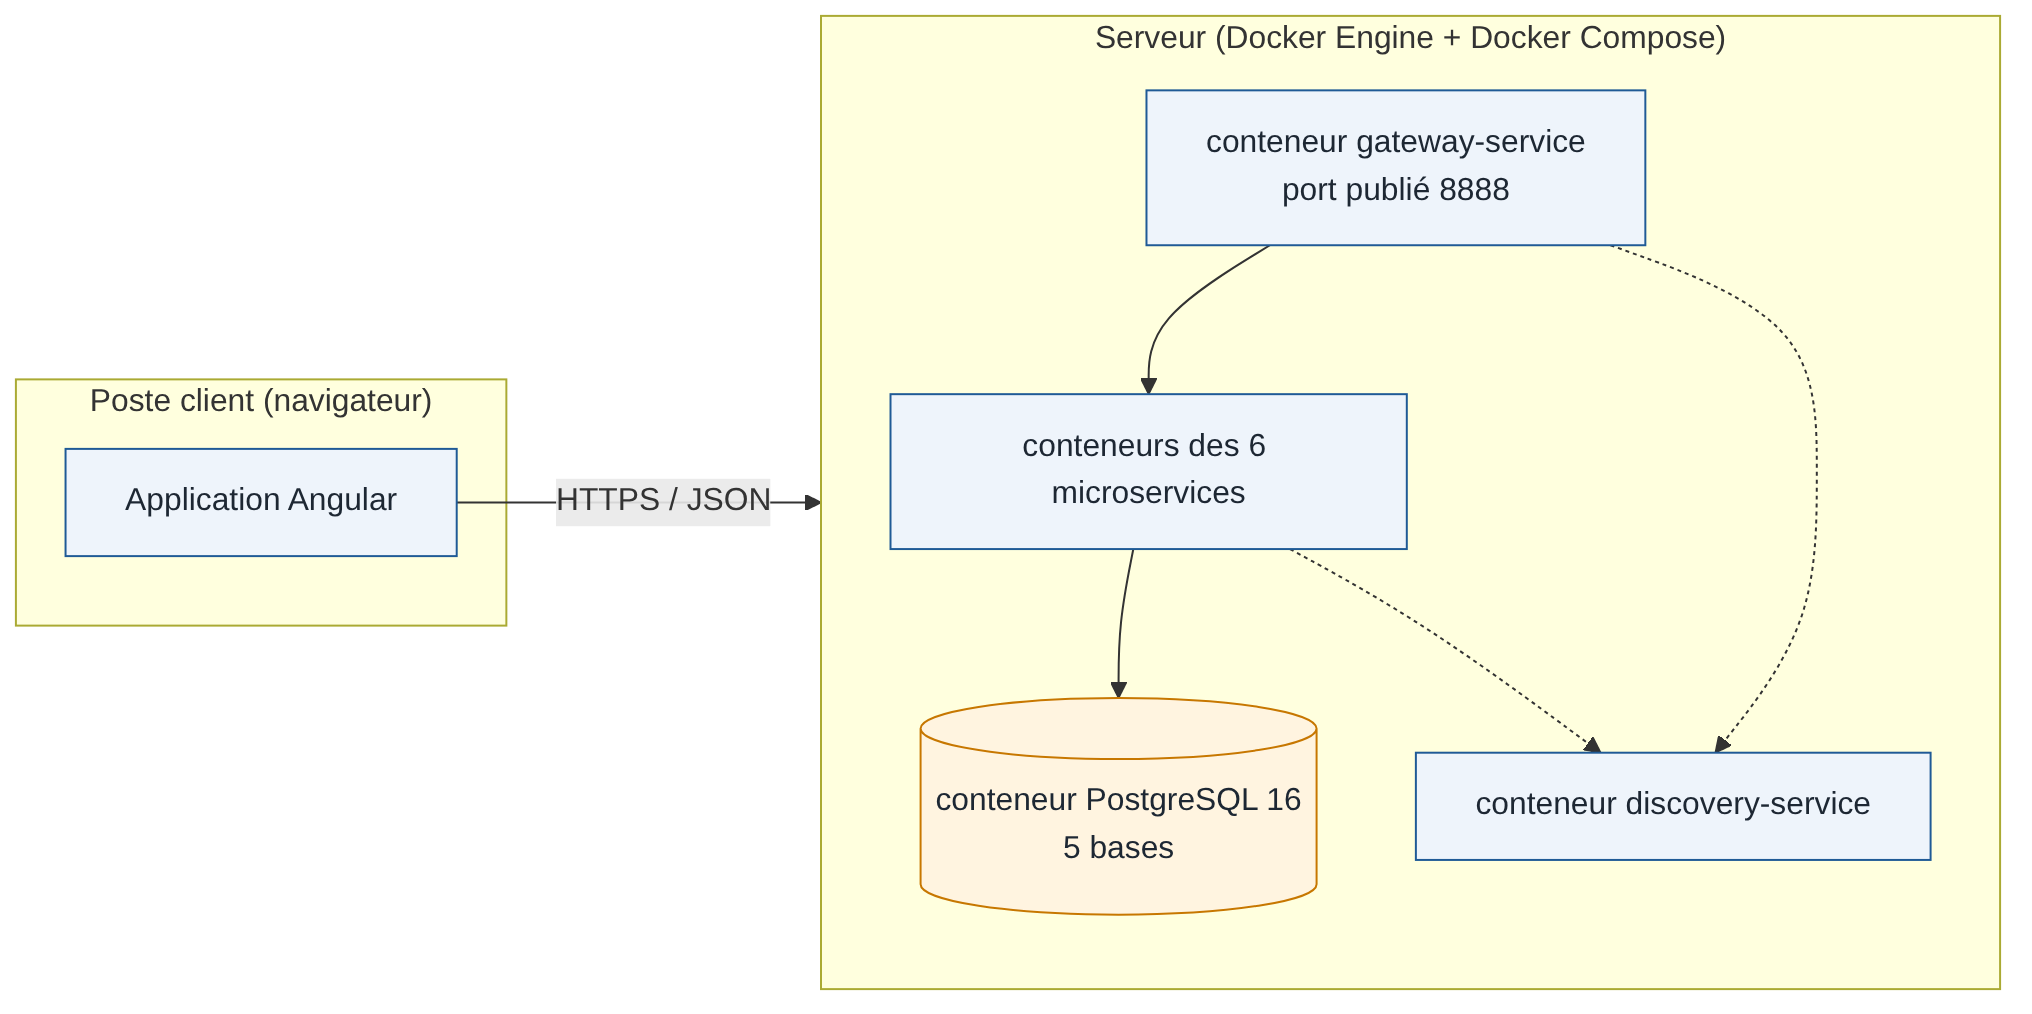 Serveur (Docker Engine + Docker Compose)
conteneur gateway-service
port publié 8888
Poste client (navigateur)
Application Angular
HTTPS / JSON
conteneurs des 6
microservices
conteneur PostgreSQL 16
5 bases
conteneur discovery-service